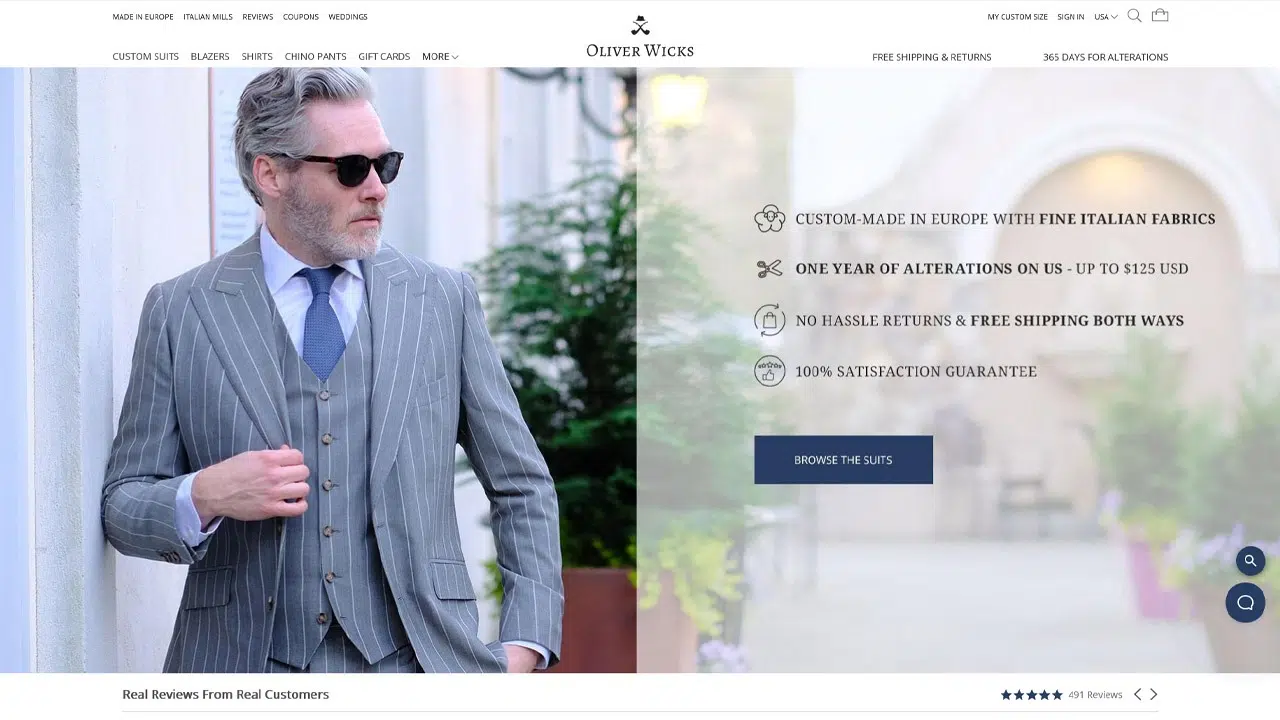 MADE IN EUROPE ITALIAN MILLS REVIEWS COUPONS WEDDINGS
MY CUSTOM SIZE SIGN IN USA
OLIVER WICKS
CUSTOM SUITS BLAZERS SHIRTS CHINO PANTS GIFT CARDS MORE
FREE SHIPPING & RETURNS 365 DAYS FOR ALTERATIONS
CUSTOM-MADE IN EUROPE WITH FINE ITALIAN FABRICS
ONE YEAR OF ALTERATIONS ON US - UP TO $125 USD
NO HASSLE RETURNS & FREE SHIPPING BOTH WAYS
100% SATISFACTION GUARANTEE
BROWSE THE SUITS
Real Reviews From Real Customers
491 Reviews